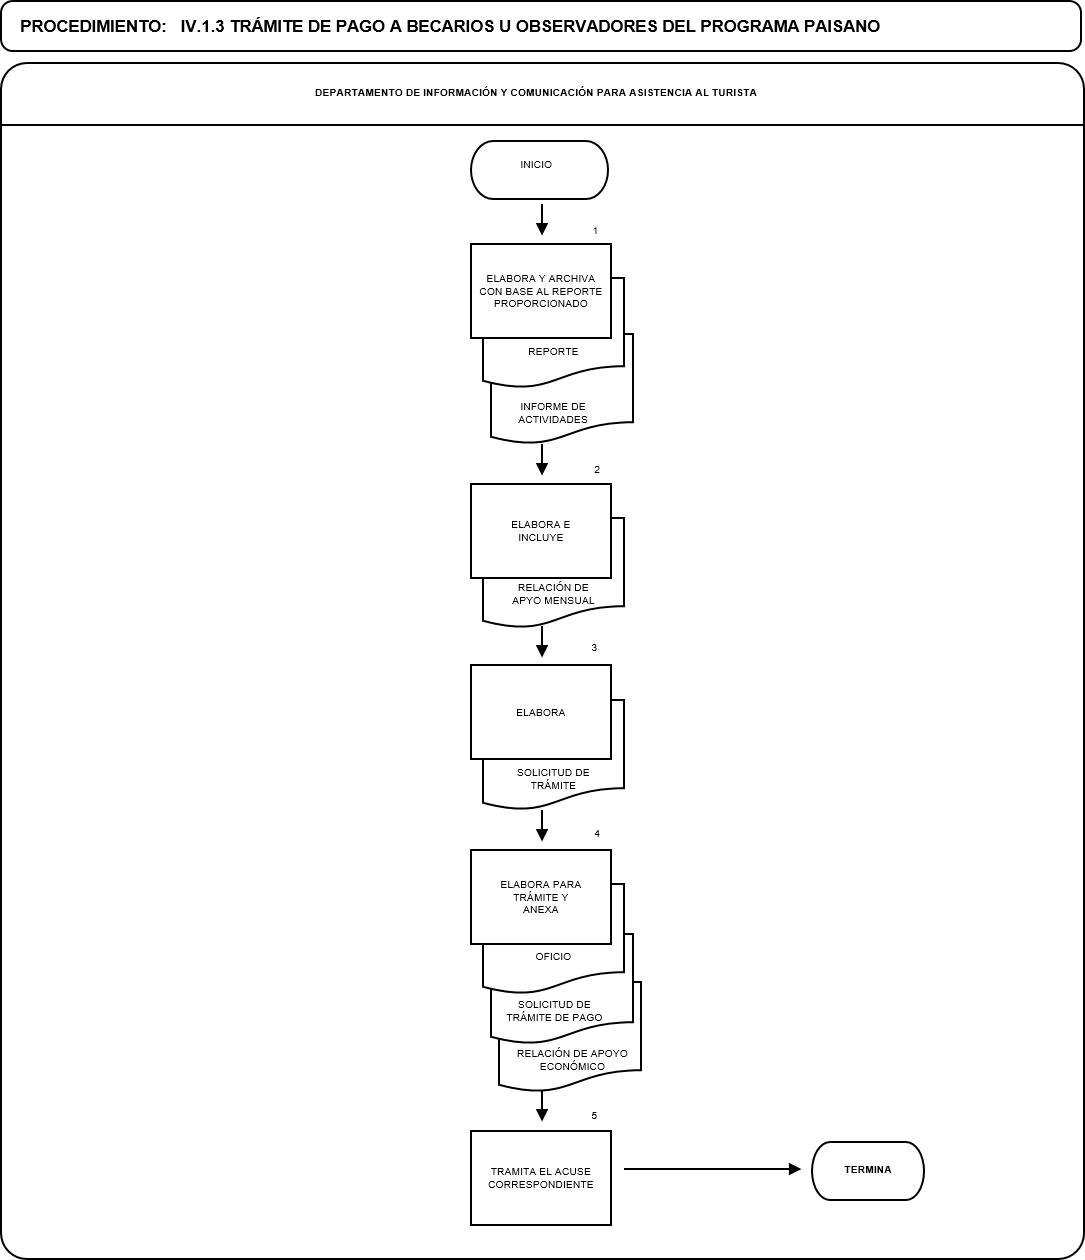 PROCEDIMIENTO: IV.1.3 TRÁMITE DE PAGO A BECARIOS U OBSERVADORES DEL PROGRAMA PAISANO
DEPARTAMENTO DE INFORMACIÓN Y COMUNICACIÓN PARA ASISTENCIA AL TURISTA
INICIO
1
ELABORA Y ARCHIVA
CON BASE AL REPORTE
PROPORCIONADO
REPORTE
INFORME DE
ACTIVIDADES
2
ELABORA E
INCLUYE
RELACIÓN DE
APYO MENSUAL
3
ELABORA
SOLICITUD DE
TRÁMITE
4
ELABORA PARA
TRÁMITE Y
ANEXA
OFICIO
SOLICITUD DE
TRÁMITE DE PAGO
RELACIÓN DE APOYO
ECONÓMICO
5
TRAMITA EL ACUSE
CORRESPONDIENTE
TERMINA